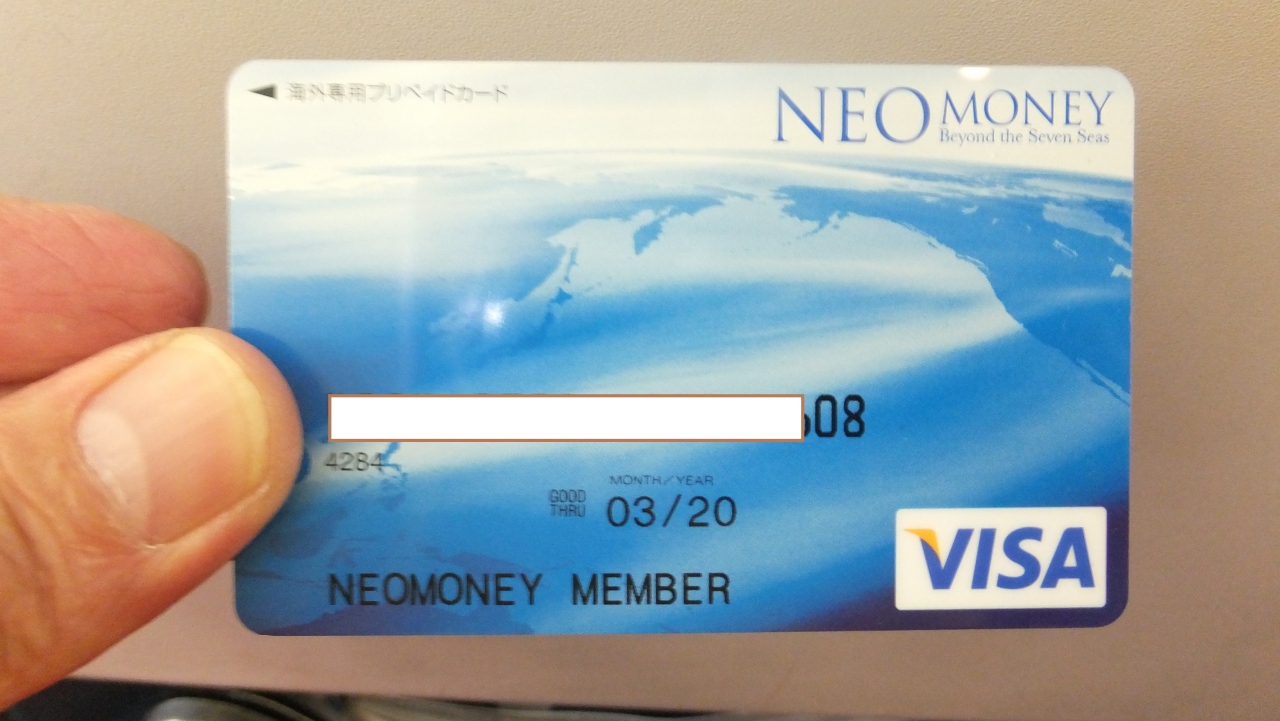 ◀ 海外専用プリペイドカード
NEO MONEY
Beyond the Seven Seas
608
4284
MONTH/YEAR
GOOD
THRU
03/20
NEOMONEY MEMBER
VISA